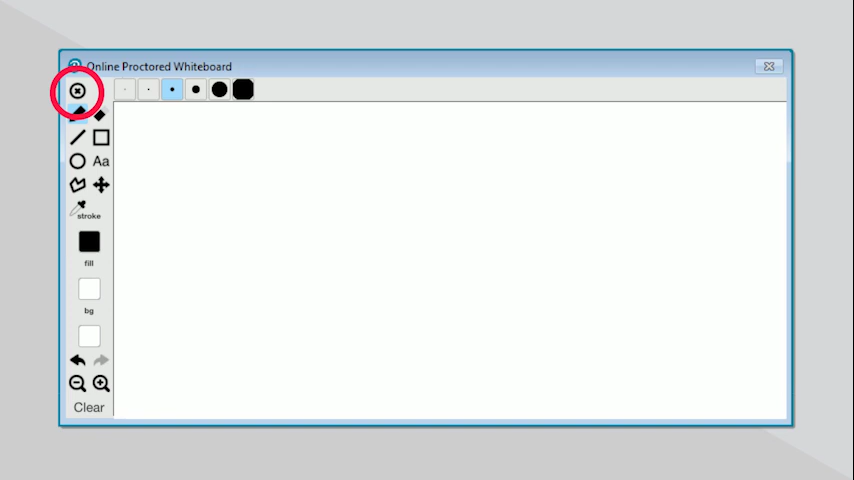 Online Proctored Whiteboard
Aa
stroke
fill
bg
Clear